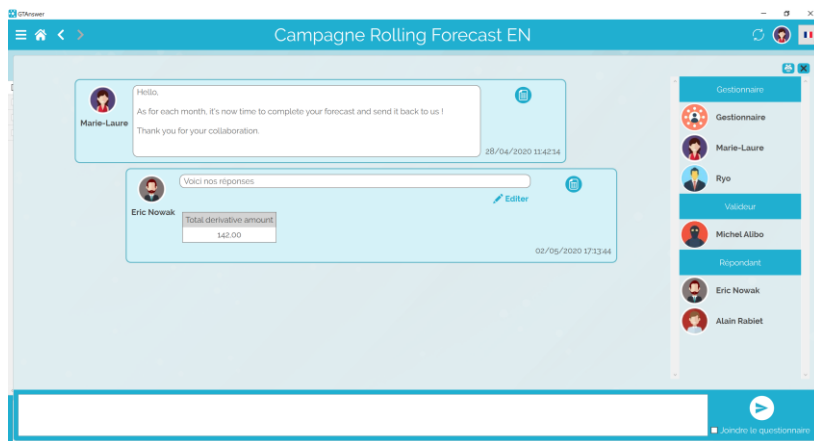 GTAnswer
Campagne Rolling Forecast EN
Hello,
As for each month, it's now time to complete your forecast and send it back to us !
Thank you for your collaboration.
Marie-Laure
28/04/2020 11:42:14
Voici nos réponses
Editer
Eric Nowak
Total derivative amount
142.00
02/05/2020 17:13:44
Gestionnaire
Gestionnaire
Marie-Laure
Ryo
Valideur
Michel Alibo
Répondant
Eric Nowak
Alain Rabiet
Joindre le questionnaire